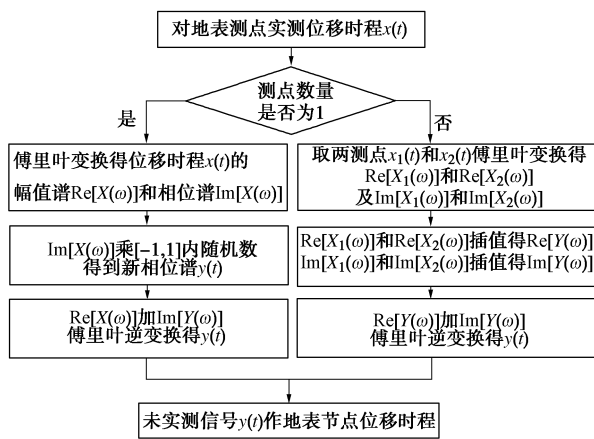 对地表测点实测位移时程x(t)
测点数量
是否为1
是
否
傅里叶变换得位移时程x(t)的
幅值谱Re[X(ω)]和相位谱Im[X(ω)]
Im[X(ω)]乘[-1,1]内随机数
得到新相位谱y(t)
Re[X(ω)]加Im[Y(ω)]
傅里叶逆变换得y(t)
取两测点x₁(t)和x₂(t)傅里叶变换得
Re[X₁(ω)]和Re[X₂(ω)]
及Im[X₁(ω)]和Im[X₂(ω)]
Re[X₁(ω)]和Re[X₂(ω)]插值得Re[Y(ω)]
Im[X₁(ω)]和Im[X₂(ω)]插值得Im[Y(ω)]
Re[Y(ω)]加Im[Y(ω)]
傅里叶逆变换得y(t)
未实测信号y(t)作地表节点位移时程